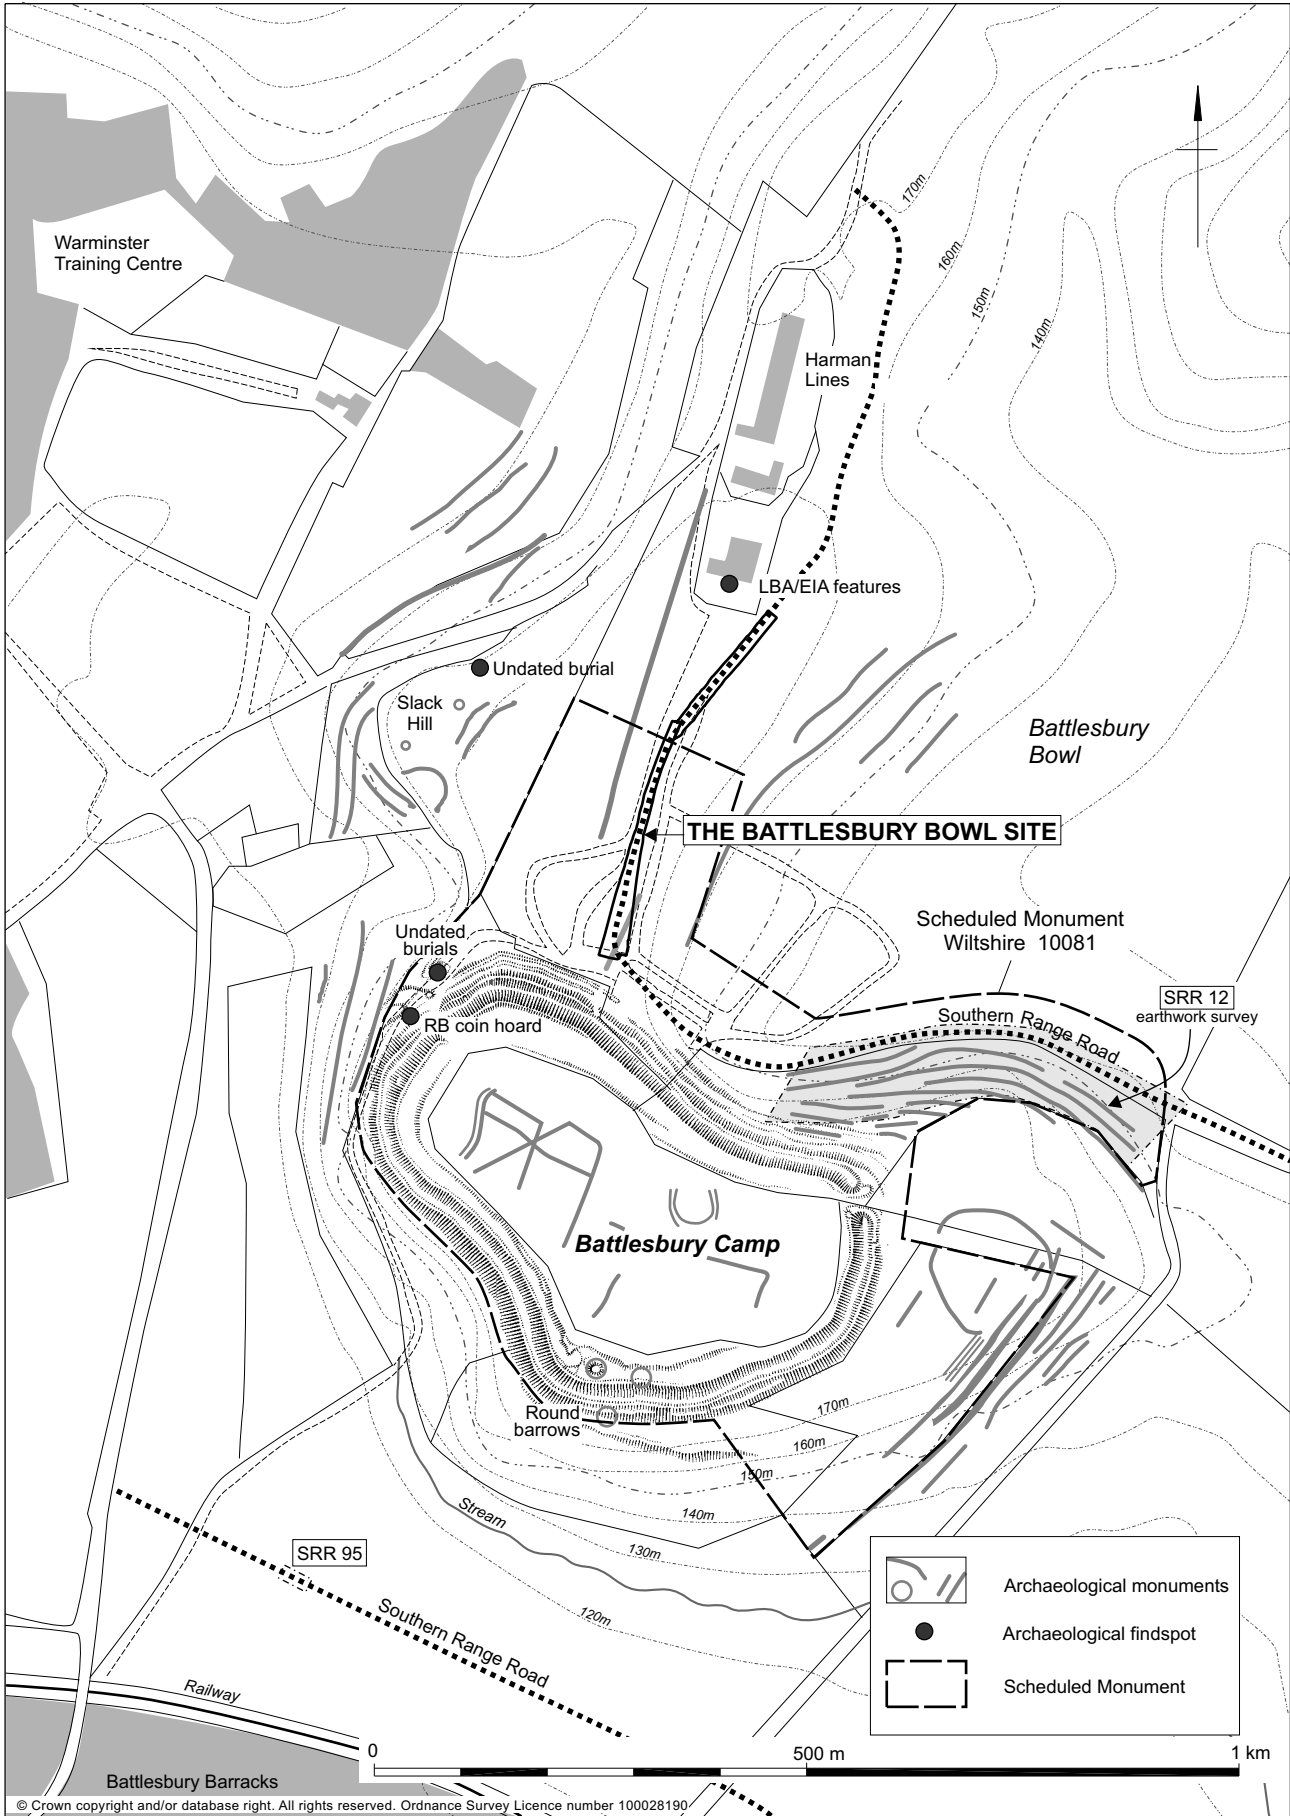 Warminster
Training Centre
170m
160m
150m
140m
Harman
Lines
LBA/EIA features
Undated burial
Slack
Hill
Battlesbury
Bowl
THE BATTLESBURY BOWL SITE
Scheduled Monument
Wiltshire 10081
Undated
burials
SRR 12
earthwork survey
Southern Range Road
RB coin hoard
Battlesbury Camp
Round
barrows
170m
160m
150m
140m
130m
120m
Stream
SRR 95
Southern Range Road
Railway
Archaeological monuments
Archaeological findspot
Scheduled Monument
0
500 m
1 km
Battlesbury Barracks
© Crown copyright and/or database right. All rights reserved. Ordnance Survey Licence number 100028190